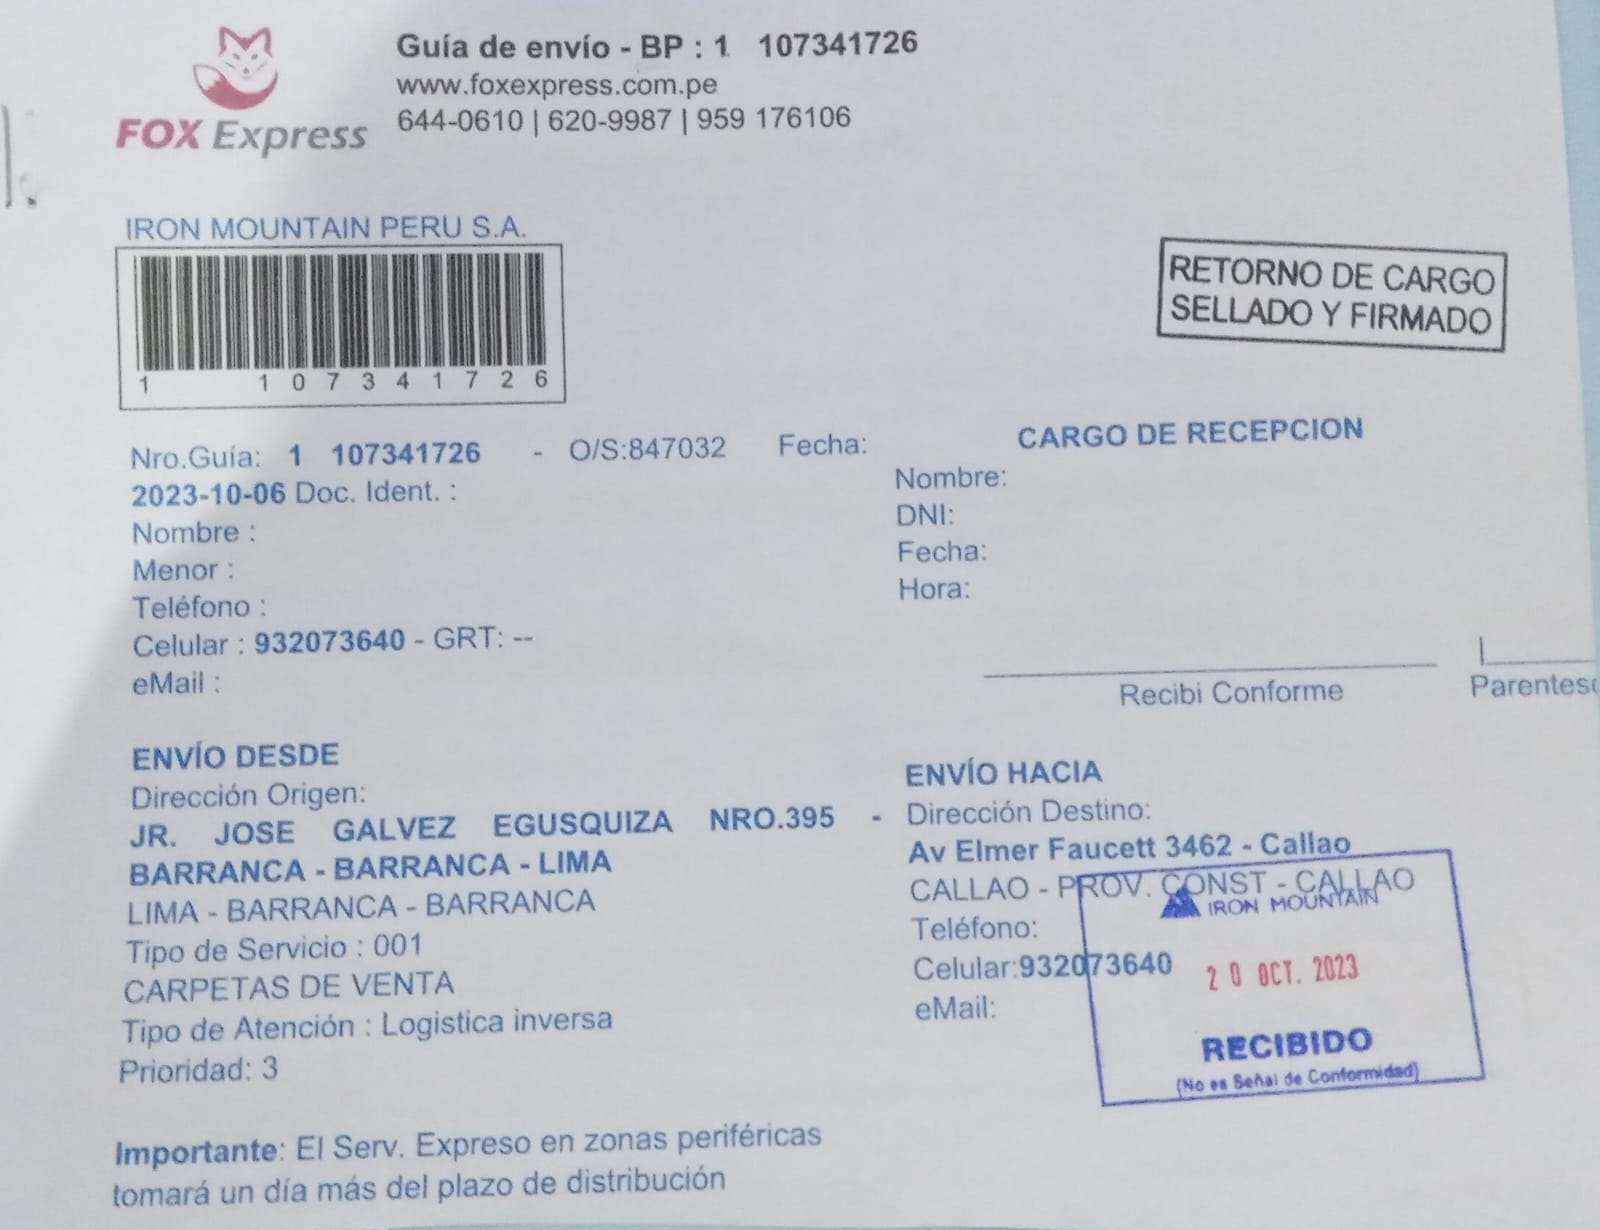 FOX Express
Guía de envío - BP : 1 107341726
www.foxexpress.com.pe
644-0610 | 620-9987 | 959 176106
IRON MOUNTAIN PERU S.A.
1 107341726
RETORNO DE CARGO
SELLADO Y FIRMADO
Nro.Guía: 1 107341726 - O/S:847032 Fecha:
2023-10-06 Doc. Ident. :
Nombre :
Menor :
Teléfono :
Celular : 932073640 - GRT: --
eMail :
CARGO DE RECEPCION
Nombre:
DNI:
Fecha:
Hora:
Recibi Conforme
Parentesc
ENVÍO DESDE
Dirección Origen:
JR. JOSE GALVEZ EGUSQUIZA NRO.395 -
BARRANCA - BARRANCA - LIMA
LIMA - BARRANCA - BARRANCA
Tipo de Servicio : 001
CARPETAS DE VENTA
Tipo de Atención : Logistica inversa
Prioridad: 3
ENVÍO HACIA
Dirección Destino:
Av Elmer Faucett 3462 - Callao
CALLAO - PROV. CONST - CALLAO
Teléfono:
Celular:932073640
eMail:
IRON MOUNTAIN
20 OCT. 2023
RECIBIDO
(No es Señal de Conformidad)
Importante: El Serv. Expreso en zonas periféricas
tomará un día más del plazo de distribución